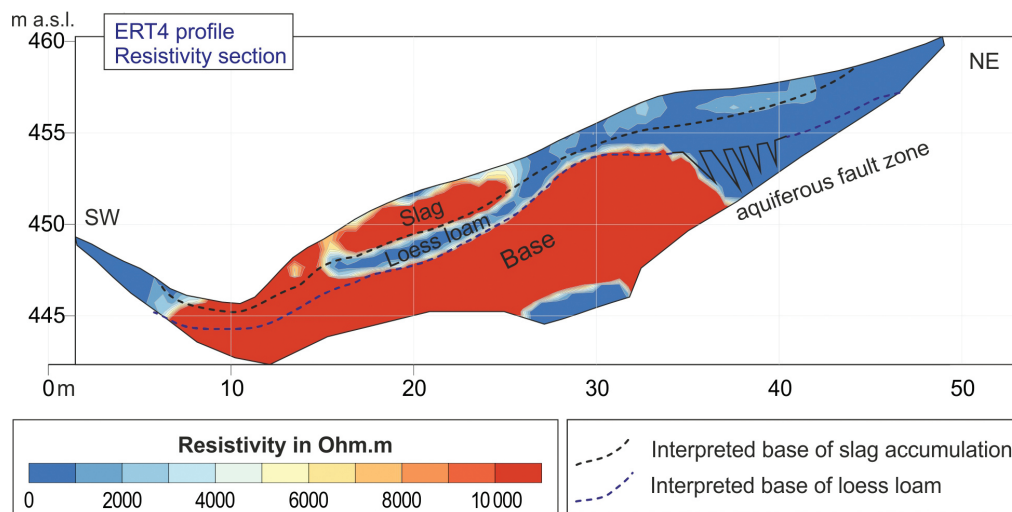 m a.s.l.
460
ERT4 profile
Resistivity section
NE
455
aquiferous fault zone
SW
450
Slag
Loess loam
Base
445
0 m 10 20 30 40 50
Resistivity in Ohm.m
0 2000 4000 6000 8000 10 000
Interpreted base of slag accumulation
Interpreted base of loess loam